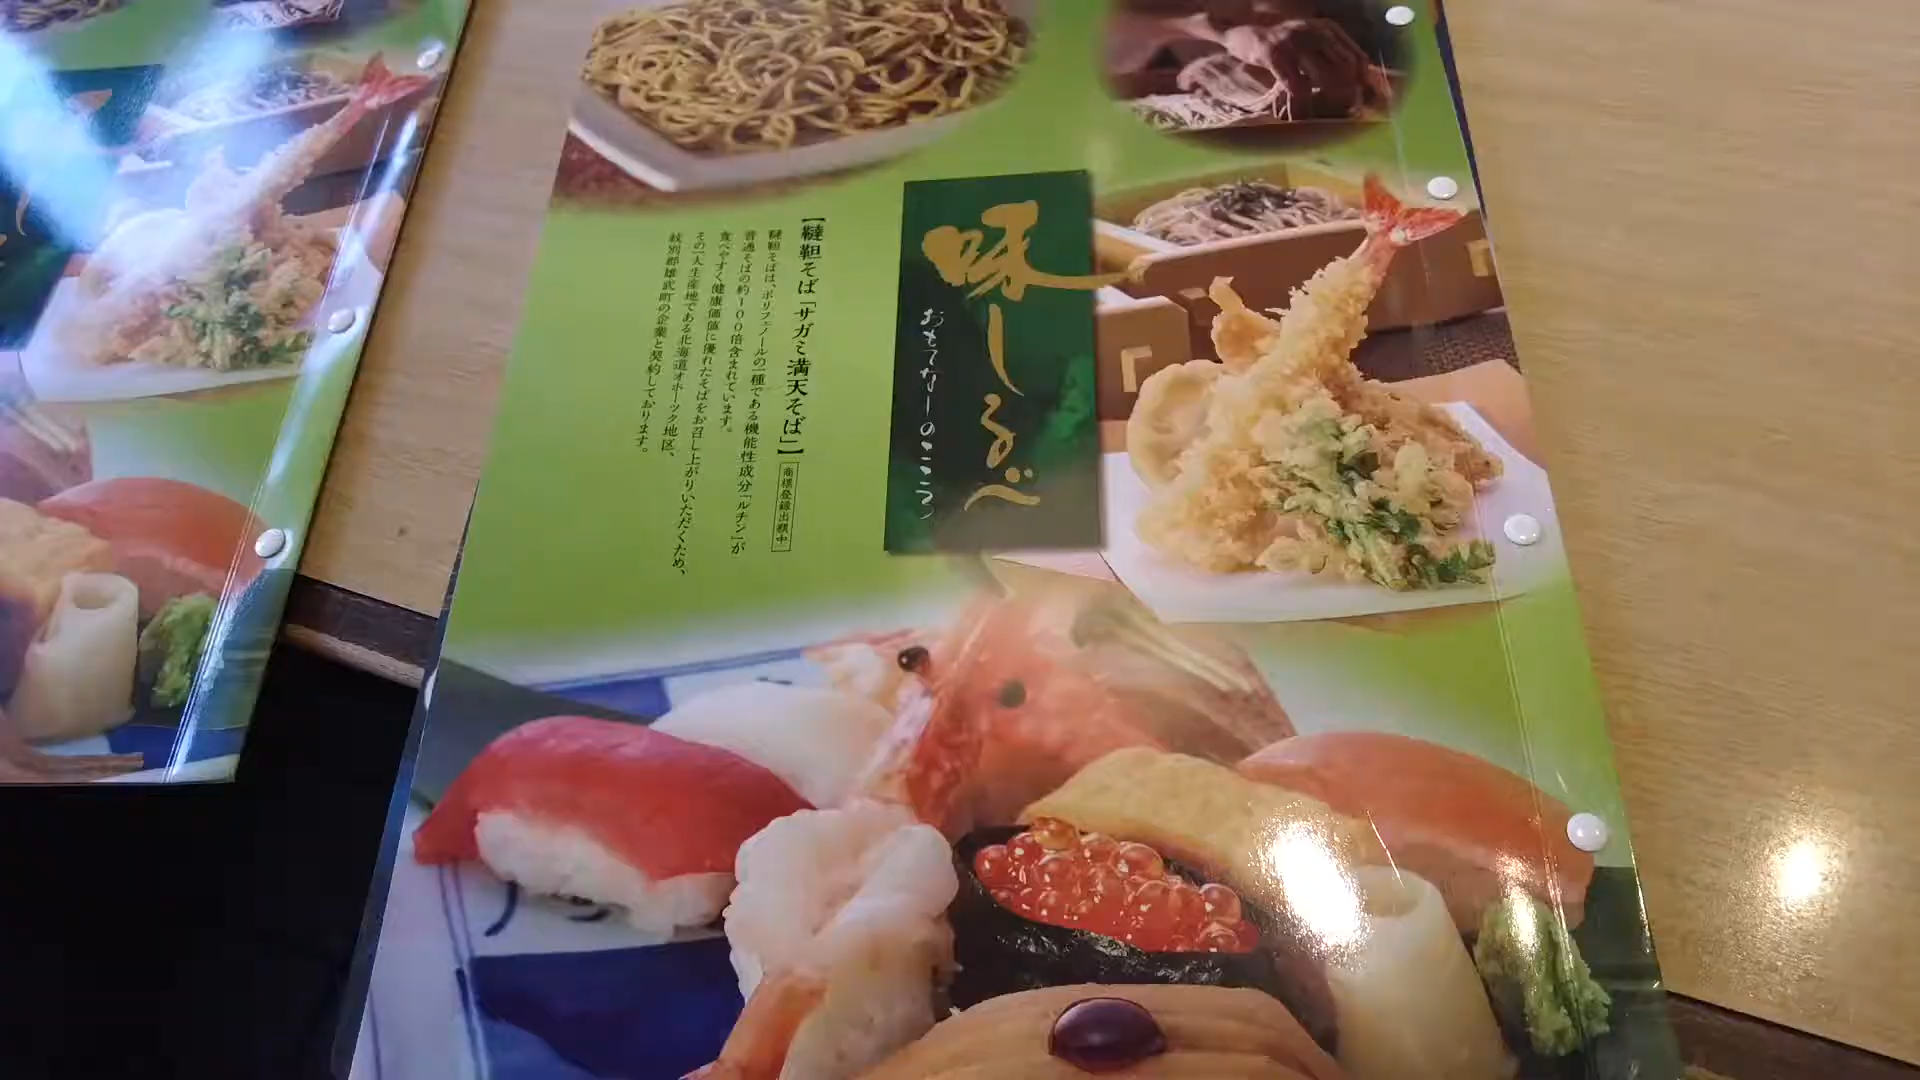 味しるべ
おもてなしのこころ
【韃靼そば「サガミ満天そば」】
商標登録出願中
韃靼そばは、ポリフェノールの一種である機能性成分「ルチン」が
普通そばの約100倍含まれています。
食べやすく健康価値に優れたそばをお召し上がりいただくため、
その一大生産地である北海道オホーツク地区、
紋別郡雄武町の企業と契約しております。